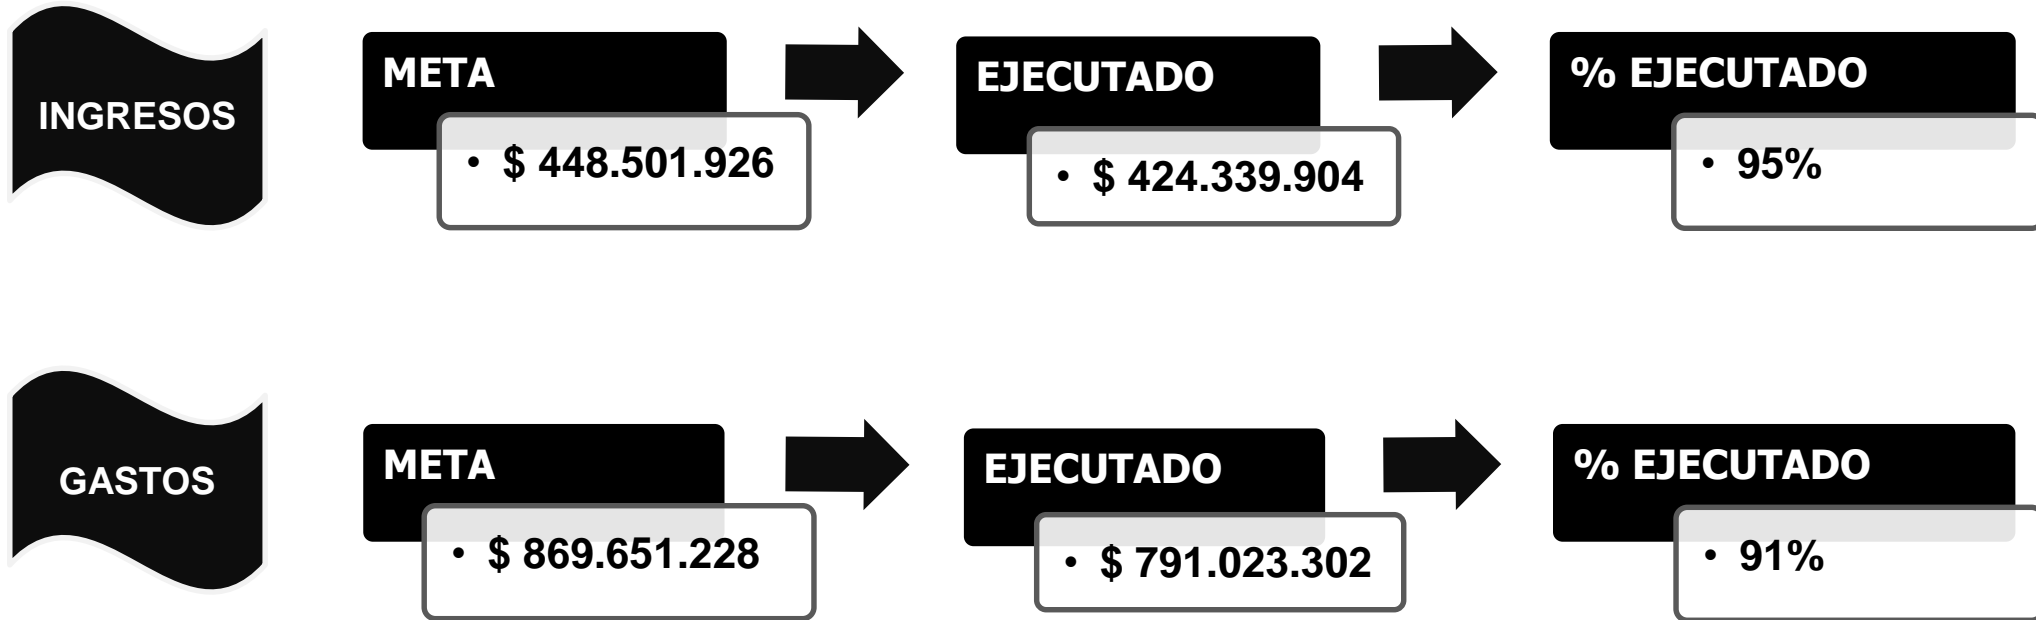 INGRESOS
META
• $ 448.501.926
EJECUTADO
• $ 424.339.904
% EJECUTADO
• 95%
GASTOS
META
• $ 869.651.228
EJECUTADO
• $ 791.023.302
% EJECUTADO
• 91%